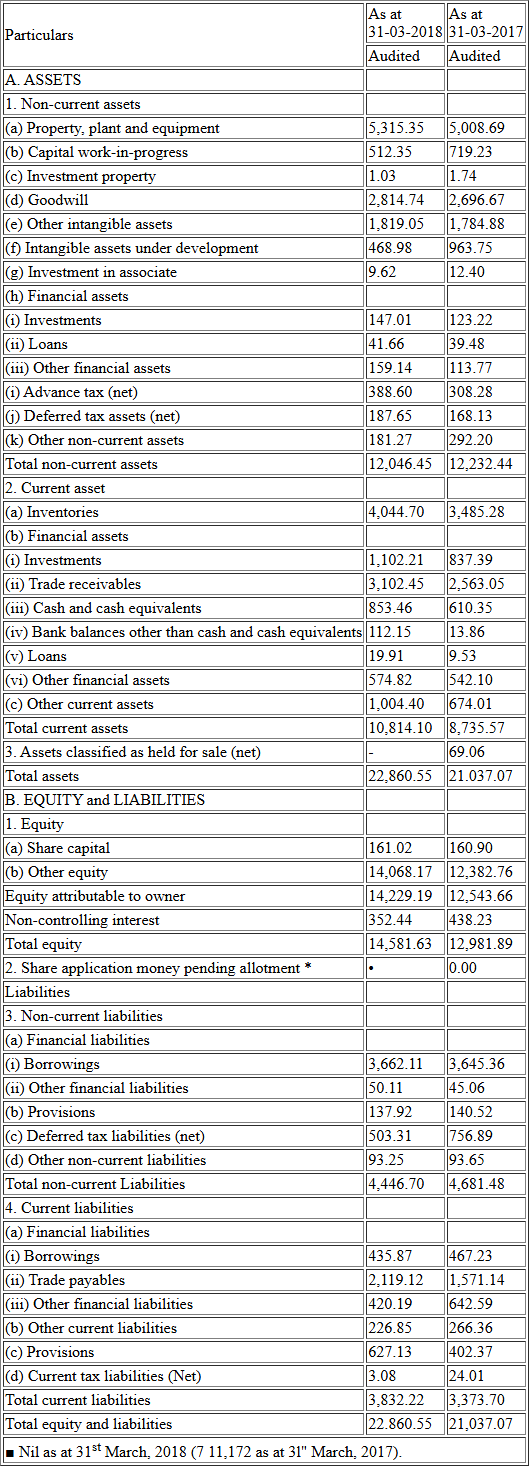 Particulars As at 31-03-2018 As at 31-03-2017
Audited Audited
A. ASSETS
1. Non-current assets
(a) Property, plant and equipment 5,315.35 5,008.69
(b) Capital work-in-progress 512.35 719.23
(c) Investment property 1.03 1.74
(d) Goodwill 2,814.74 2,696.67
(e) Other intangible assets 1,819.05 1,784.88
(f) Intangible assets under development 468.98 963.75
(g) Investment in associate 9.62 12.40
(h) Financial assets
(i) Investments 147.01 123.22
(ii) Loans 41.66 39.48
(iii) Other financial assets 159.14 113.77
(i) Advance tax (net) 388.60 308.28
(j) Deferred tax assets (net) 187.65 168.13
(k) Other non-current assets 181.27 292.20
Total non-current assets 12,046.45 12,232.44
2. Current asset
(a) Inventories 4,044.70 3,485.28
(b) Financial assets
(i) Investments 1,102.21 837.39
(ii) Trade receivables 3,102.45 2,563.05
(iii) Cash and cash equivalents 853.46 610.35
(iv) Bank balances other than cash and cash equivalents 112.15 13.86
(v) Loans 19.91 9.53
(vi) Other financial assets 574.82 542.10
(c) Other current assets 1,004.40 674.01
Total current assets 10,814.10 8,735.57
3. Assets classified as held for sale (net) - 69.06
Total assets 22,860.55 21.037.07
B. EQUITY and LIABILITIES
1. Equity
(a) Share capital 161.02 160.90
(b) Other equity 14,068.17 12,382.76
Equity attributable to owner 14,229.19 12,543.66
Non-controlling interest 352.44 438.23
Total equity 14,581.63 12,981.89
2. Share application money pending allotment * • 0.00
Liabilities
3. Non-current liabilities
(a) Financial liabilities
(i) Borrowings 3,662.11 3,645.36
(ii) Other financial liabilities 50.11 45.06
(b) Provisions 137.92 140.52
(c) Deferred tax liabilities (net) 503.31 756.89
(d) Other non-current liabilities 93.25 93.65
Total non-current Liabilities 4,446.70 4,681.48
4. Current liabilities
(a) Financial liabilities
(i) Borrowings 435.87 467.23
(ii) Trade payables 2,119.12 1,571.14
(iii) Other financial liabilities 420.19 642.59
(b) Other current liabilities 226.85 266.36
(c) Provisions 627.13 402.37
(d) Current tax liabilities (Net) 3.08 24.01
Total current liabilities 3,832.22 3,373.70
Total equity and liabilities 22.860.55 21,037.07
■ Nil as at 31st March, 2018 (7 11,172 as at 3l" March, 2017).